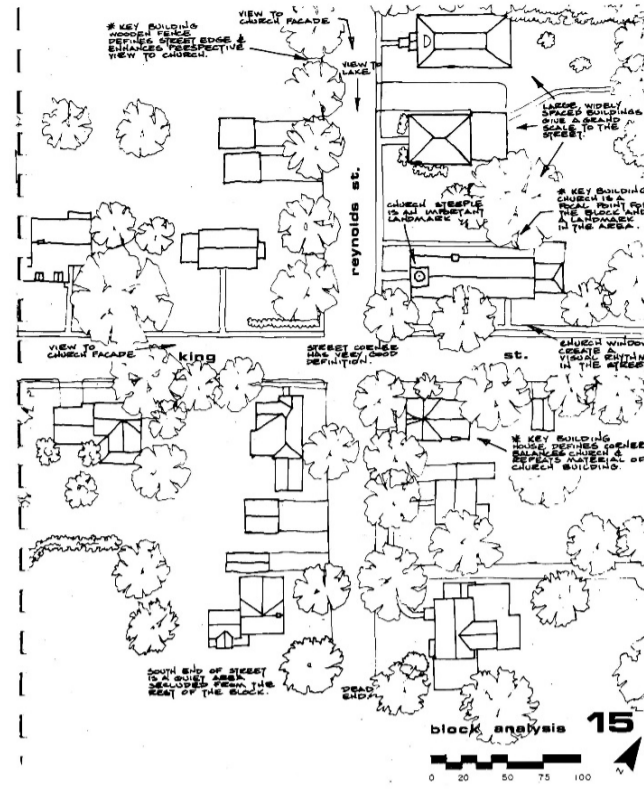 * KEY BUILDING
WOODEN FENCE
DEFINES STREET EDGE &
ENHANCES PERSPECTIVE
VIEW TO CHURCH.
VIEW TO
CHURCH FACADE
VIEW TO
LAKE
LARGE, WIDELY
SPACED BUILDINGS
GIVE A GRAND
SCALE TO THE
STREET.
reynolds st.
CHURCH STEEPLE
IS AN IMPORTANT
LANDMARK
* KEY BUILDING
CHURCH IS A
FOCAL POINT FOR
THE BLOCK AND
A LANDMARK
IN THE AREA.
VIEW TO
CHURCH FACADE
king
STREET CORNER
HAS VERY GOOD
DEFINITION.
st.
CHURCH WINDOW
CREATE A
VISUAL RHYTHM
IN THE STREET
* KEY BUILDING
HOUSE DEFINES CORNER
BALANCES CHURCH &
REPEATS MATERIAL OF
CHURCH BUILDING.
SOUTH END OF STREET
IS A QUIET AREA
SECLUDED FROM THE
REST OF THE BLOCK.
DEAD
END
block analysis 15
0 20 50 75 100
N